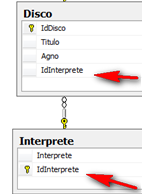 Disco
IdDisco
Titulo
Agno
IdInterprete
Interprete
Interprete
IdInterprete